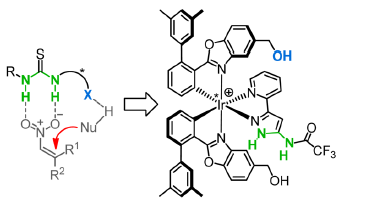 S
R N N *
H H X
O O− H
N+ Nu
R1
R2
O
N
OH
Ir ⊕
*
N
N
N
H N
H
O
CF3
N
O
OH